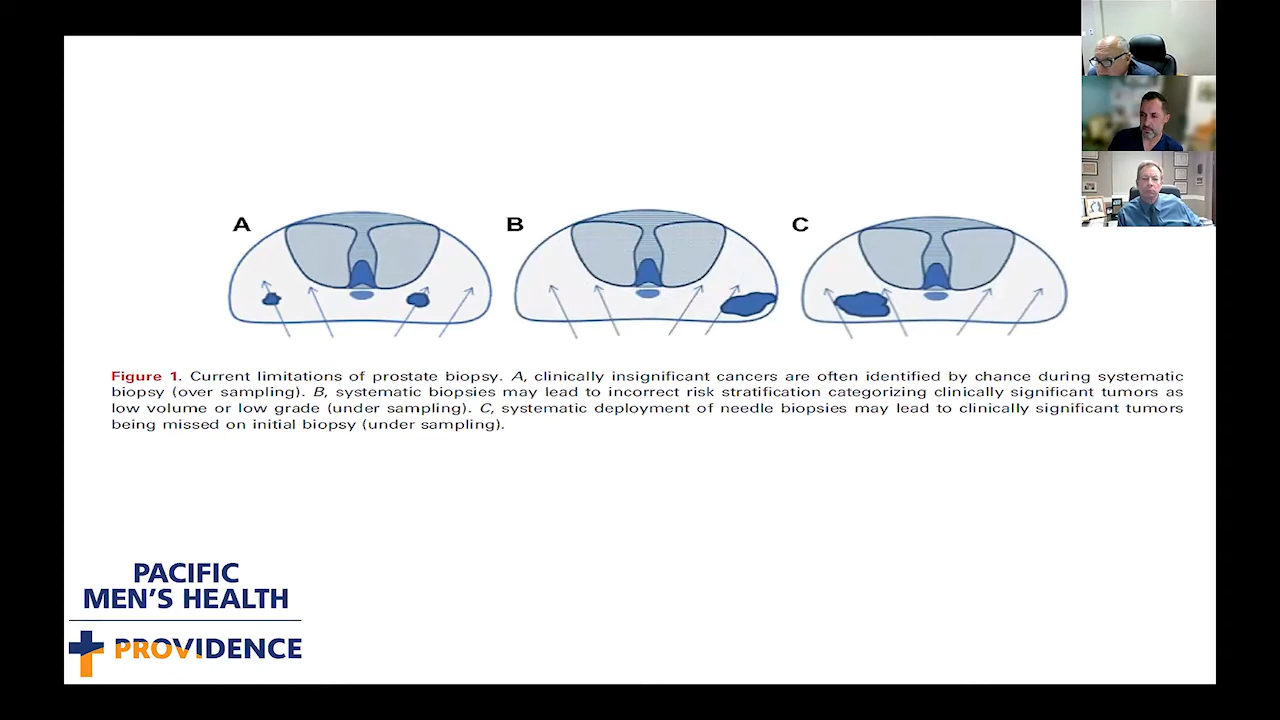 A
B
C
Figure 1. Current limitations of prostate biopsy. A, clinically insignificant cancers are often identified by chance during systematic
biopsy (over sampling). B, systematic biopsies may lead to incorrect risk stratification categorizing clinically significant tumors as
low volume or low grade (under sampling). C, systematic deployment of needle biopsies may lead to clinically significant tumors
being missed on initial biopsy (under sampling).
PACIFIC
MEN'S HEALTH
PROVIDENCE